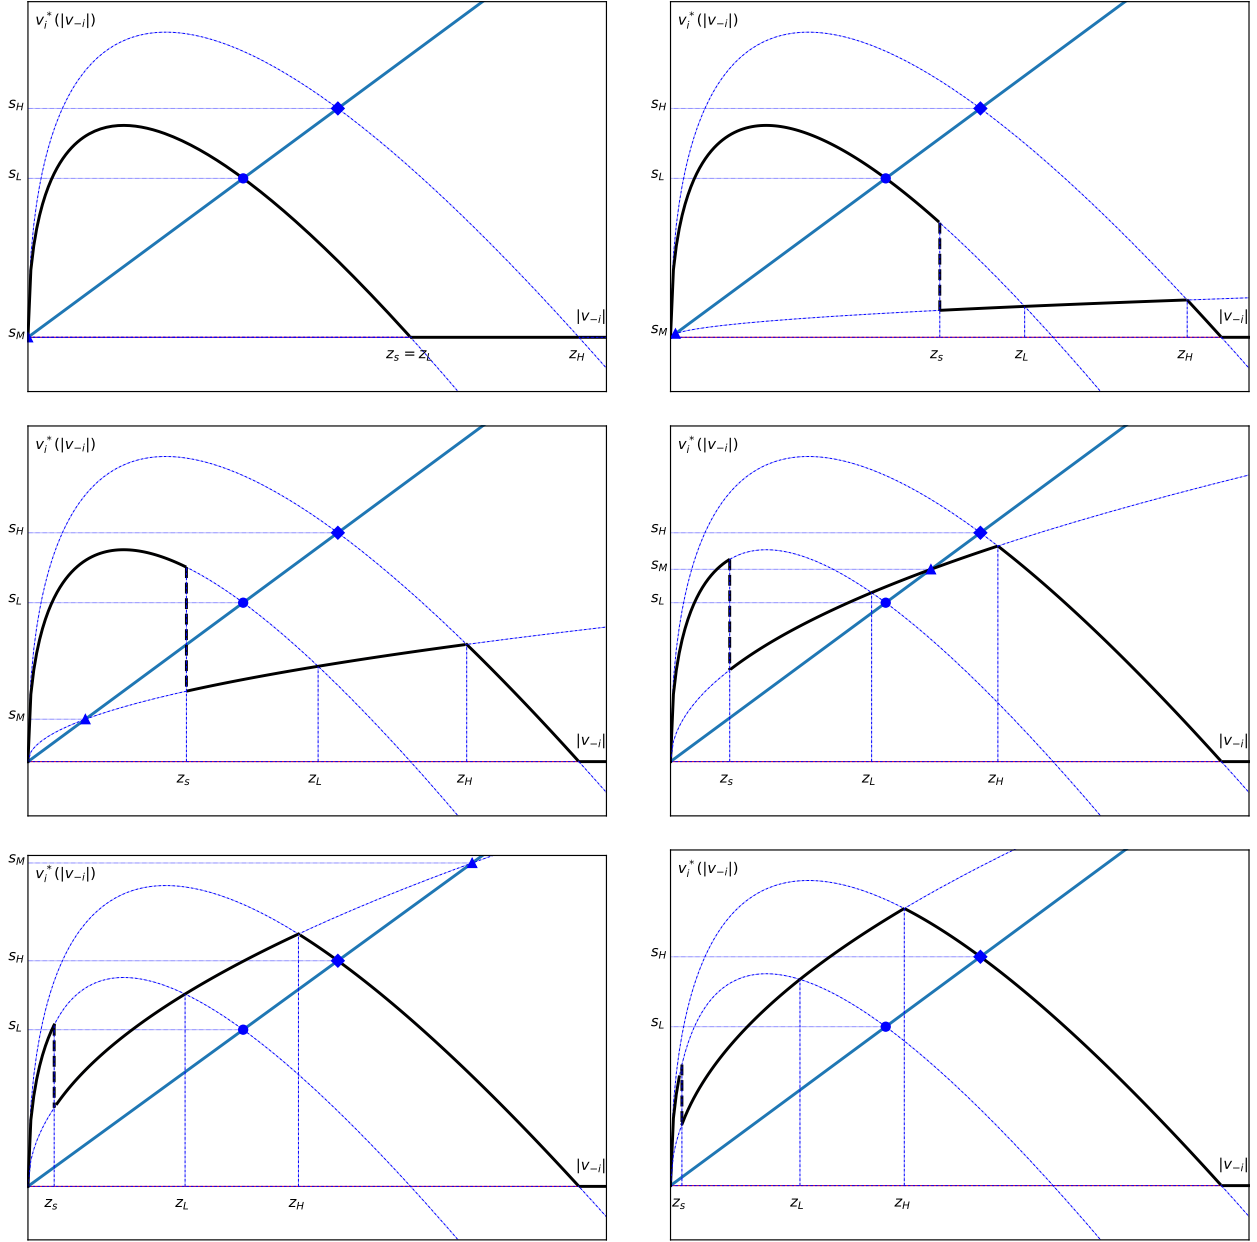 v_i^*(|v_{-i}|)
s_H
s_L
s_M
|v_{-i}|
z_s = z_L
z_H
v_i^*(|v_{-i}|)
s_H
s_L
s_M
|v_{-i}|
z_s
z_L
z_H
v_i^*(|v_{-i}|)
s_H
s_L
s_M
|v_{-i}|
z_s
z_L
z_H
v_i^*(|v_{-i}|)
s_H
s_M
s_L
|v_{-i}|
z_s
z_L
z_H
s_M
v_i^*(|v_{-i}|)
s_H
s_L
|v_{-i}|
z_s
z_L
z_H
v_i^*(|v_{-i}|)
s_H
s_L
|v_{-i}|
z_s
z_L
z_H